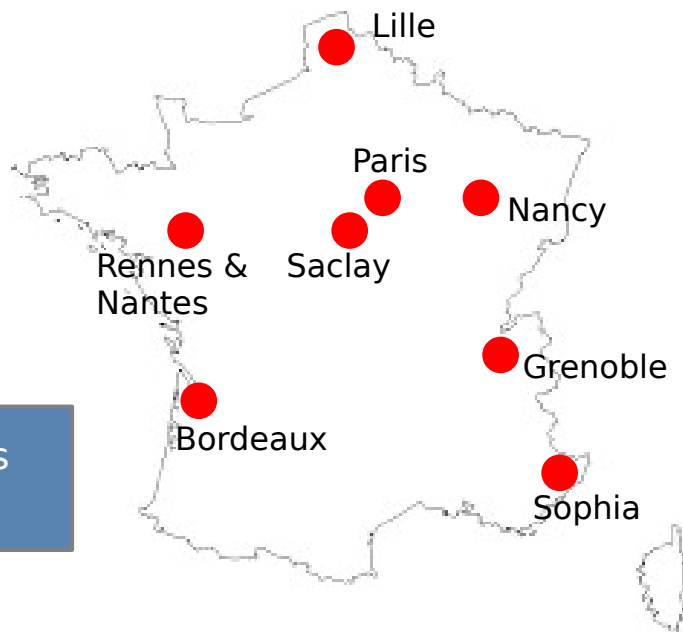 Lille
Paris
Nancy
Rennes &
Nantes
Saclay
Grenoble
Bordeaux
s
Sophia